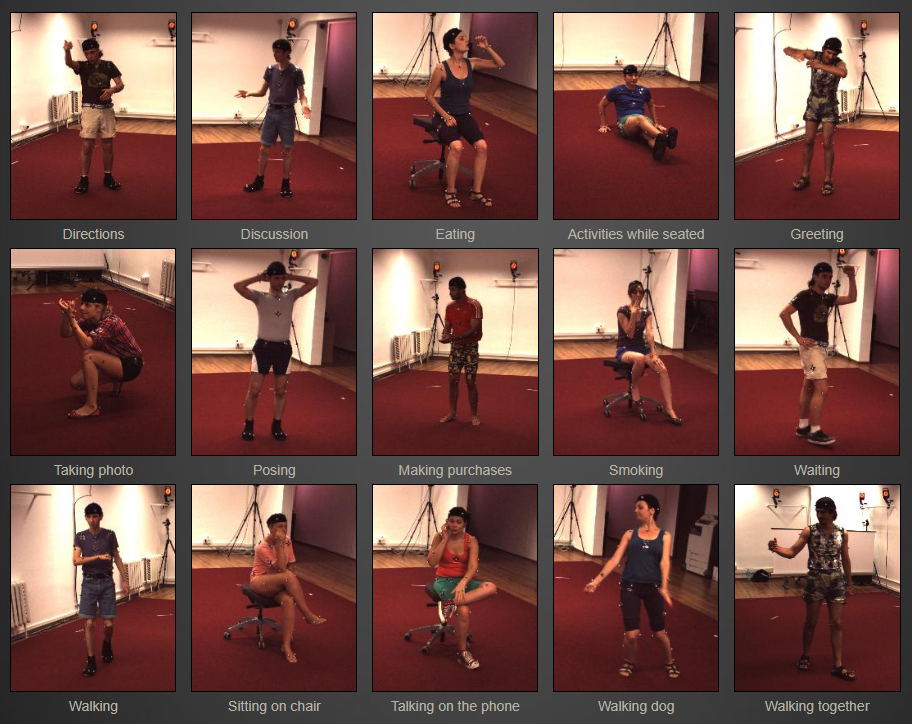 Directions
Discussion
Eating
Activities while seated
Greeting
Taking photo
Posing
Making purchases
Smoking
Waiting
Walking
Sitting on chair
Talking on the phone
Walking dog
Walking together